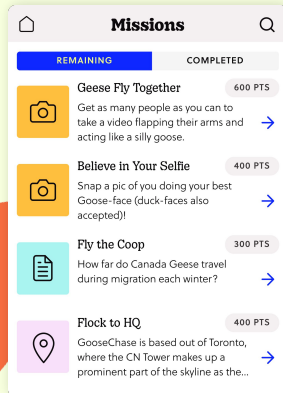 Missions
REMAINING
COMPLETED
Geese Fly Together
600 PTS
Get as many people as you can to
take a video flapping their arms and
acting like a silly goose.
Believe in Your Selfie
400 PTS
Snap a pic of you doing your best
Goose-face (duck-faces also
accepted)!
Fly the Coop
300 PTS
How far do Canada Geese travel
during migration each winter?
Flock to HQ
400 PTS
GooseChase is based out of Toronto,
where the CN Tower makes up a
prominent part of the skyline as the...